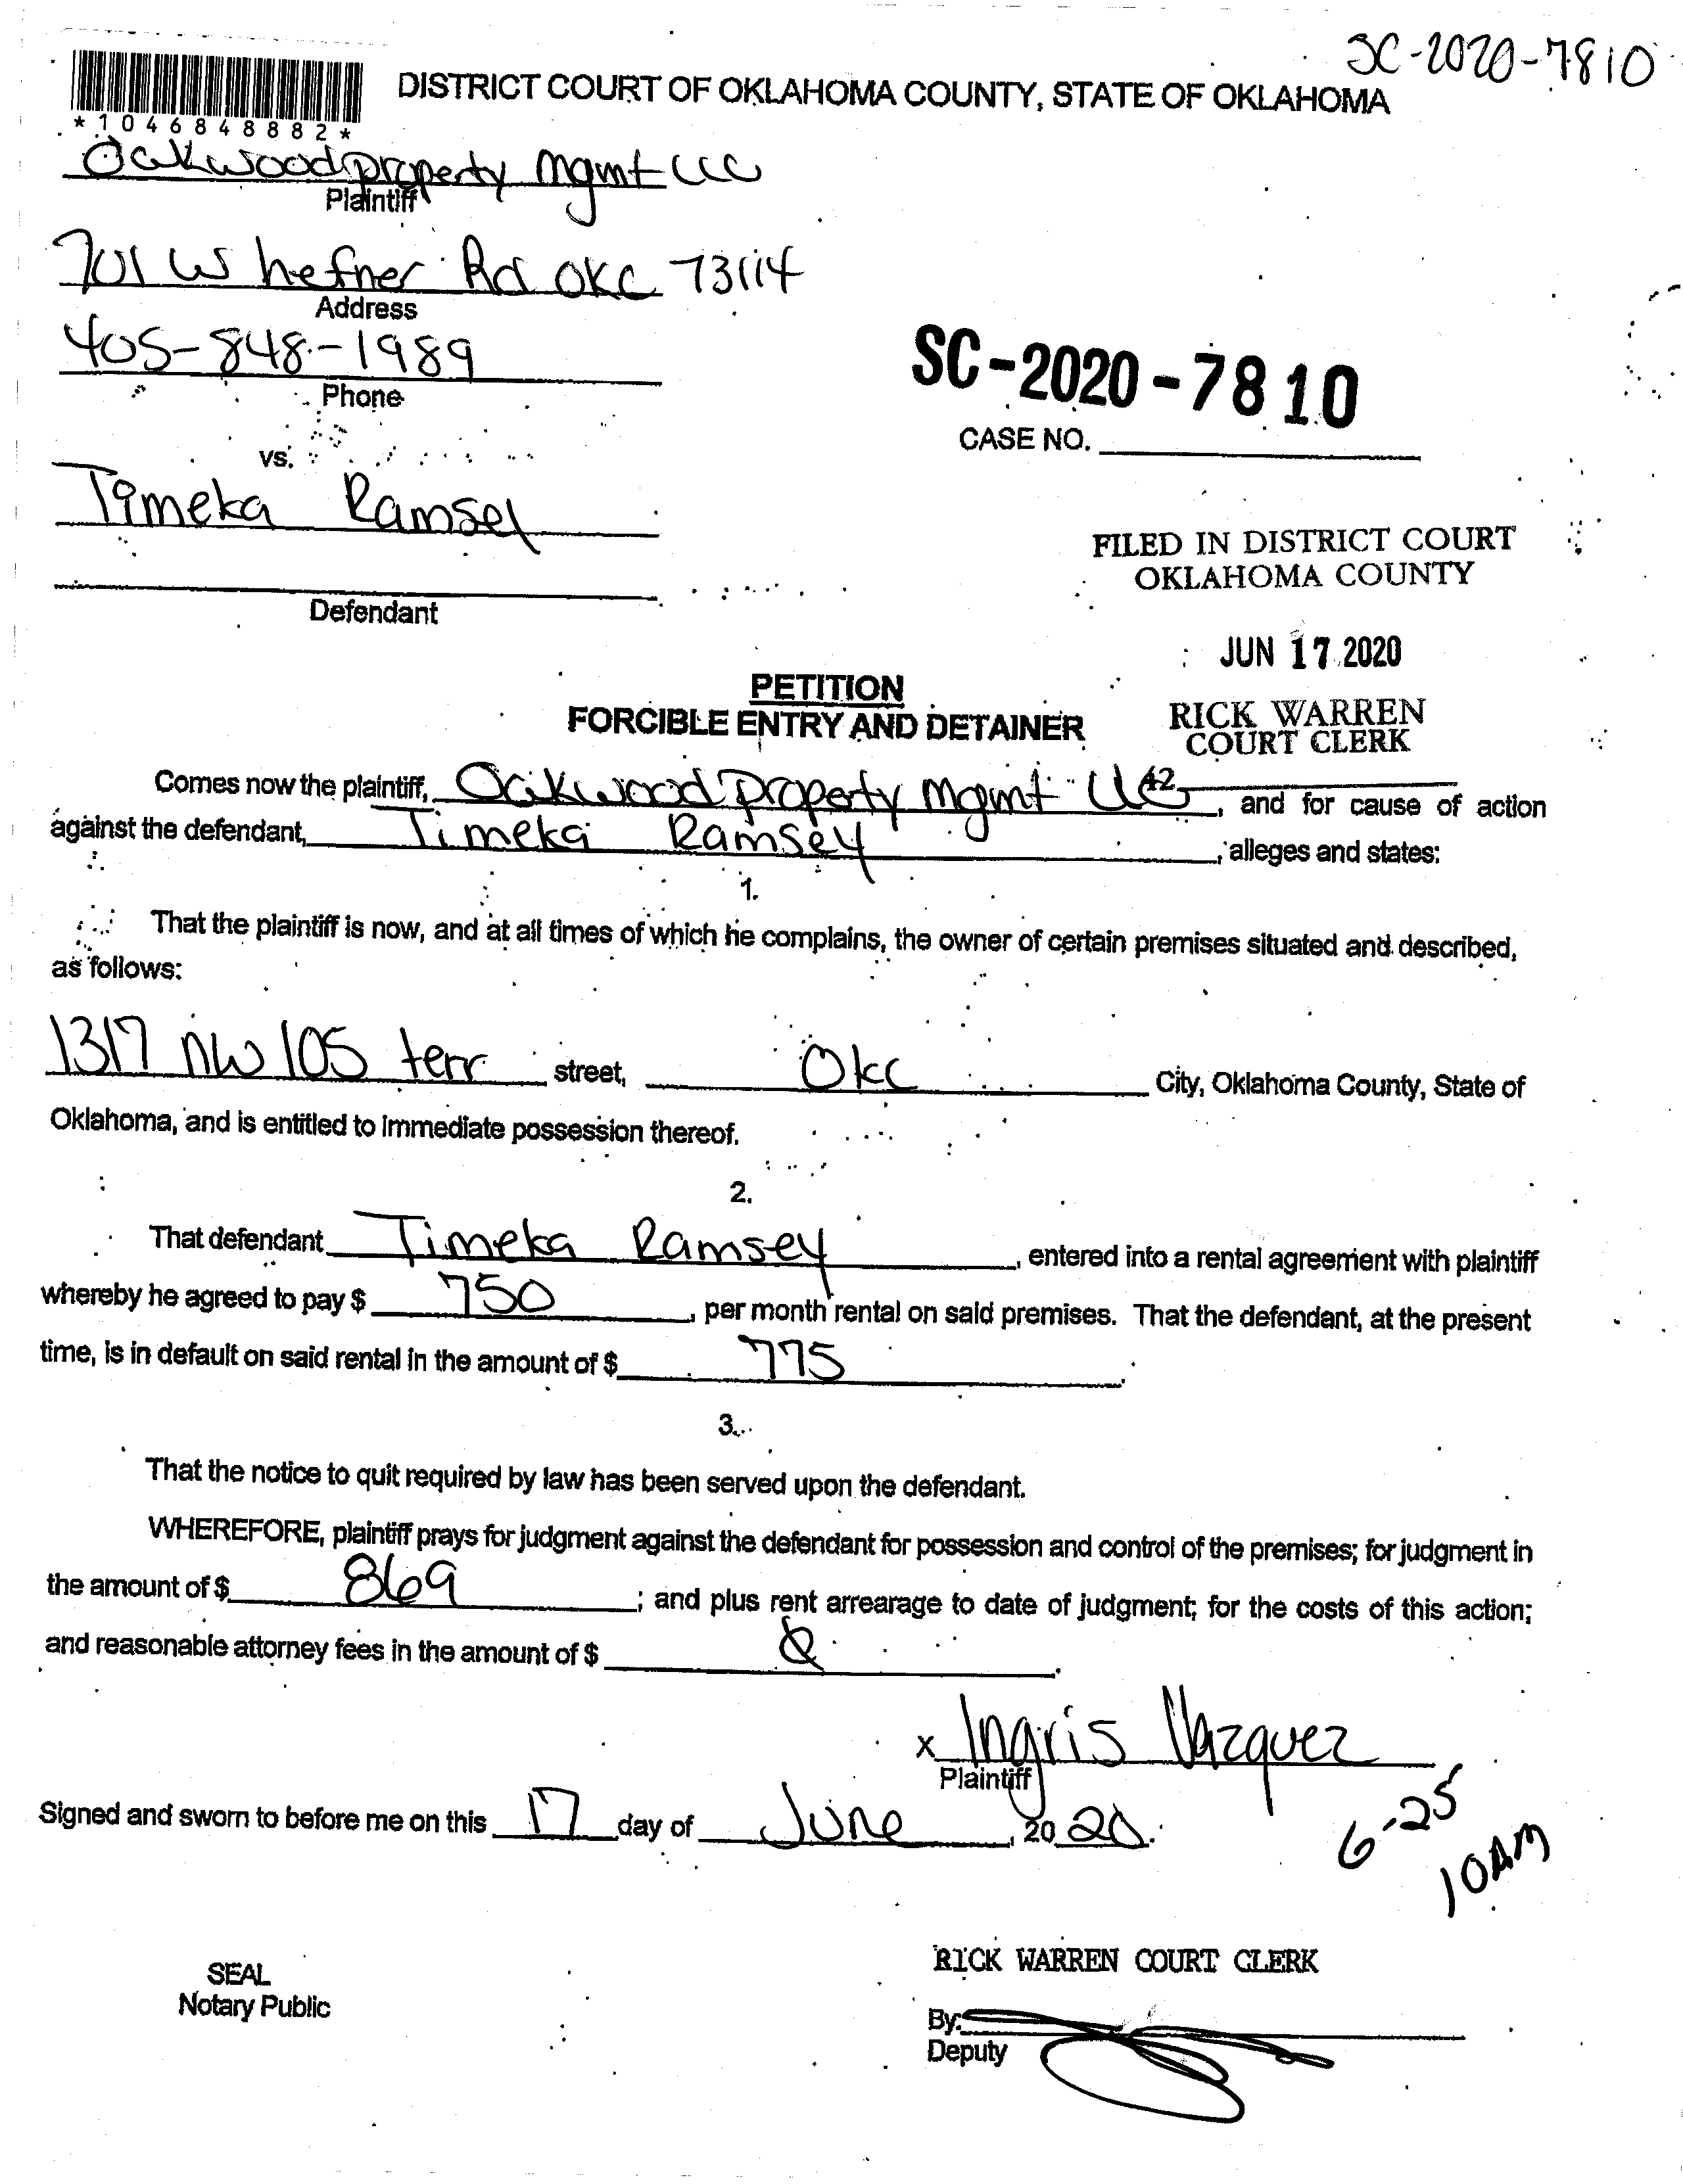 SC-2020-7810
DISTRICT COURT OF OKLAHOMA COUNTY, STATE OF OKLAHOMA
*1046848882*
Oakwood property mgmt LLC
Plaintiff
701 W hefner Rd OKC 73114
Address
405-848-1989
Phone
SC-2020-7810
CASE NO.
vs.
Timeka Ramsey
Defendant
FILED IN DISTRICT COURT
OKLAHOMA COUNTY
JUN 17 2020
RICK WARREN
COURT CLERK
42
PETITION
FORCIBLE ENTRY AND DETAINER
Comes now the plaintiff, Oakwood property mgmt LLC, and for cause of action
against the defendant, Timeka Ramsey, alleges and states:
1.
That the plaintiff is now, and at all times of which he complains, the owner of certain premises situated and described,
as follows:
1317 NW 105 terr street, Okc City, Oklahoma County, State of
Oklahoma, and is entitled to immediate possession thereof.
2.
That defendant Timeka Ramsey, entered into a rental agreement with plaintiff
whereby he agreed to pay $ 750, per month rental on said premises. That the defendant, at the present
time, is in default on said rental in the amount of $ 775.
3.
That the notice to quit required by law has been served upon the defendant.
WHEREFORE, plaintiff prays for judgment against the defendant for possession and control of the premises; for judgment in
the amount of $ 869; and plus rent arrearage to date of judgment; for the costs of this action;
and reasonable attorney fees in the amount of $ .
x Ingris Vazquez
Plaintiff
Signed and sworn to before me on this 17 day of June, 2020.
6-25
10AM
SEAL
Notary Public
RICK WARREN COURT CLERK
By:
Deputy